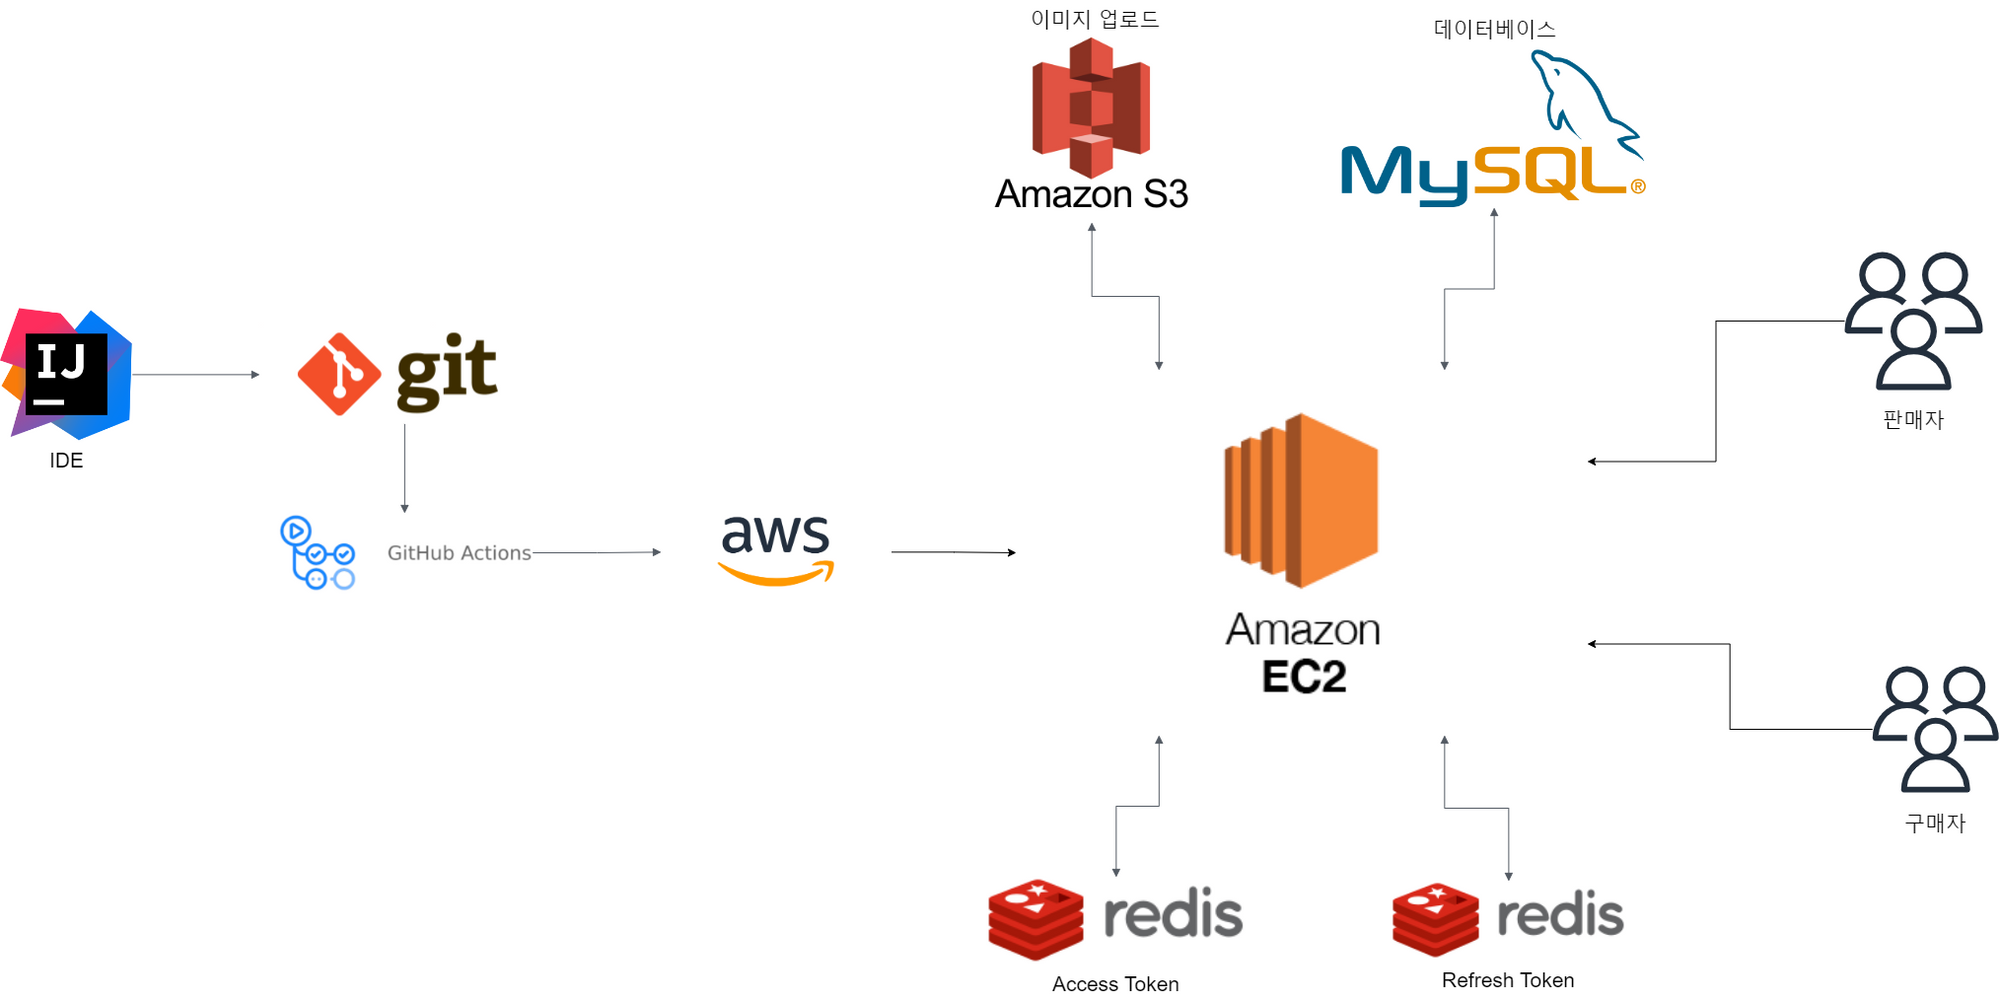 이미지 업로드
Amazon S3
데이터베이스
MySQL®
IJ
IDE
git
GitHub Actions
aws
Amazon
EC2
판매자
구매자
redis
Access Token
redis
Refresh Token